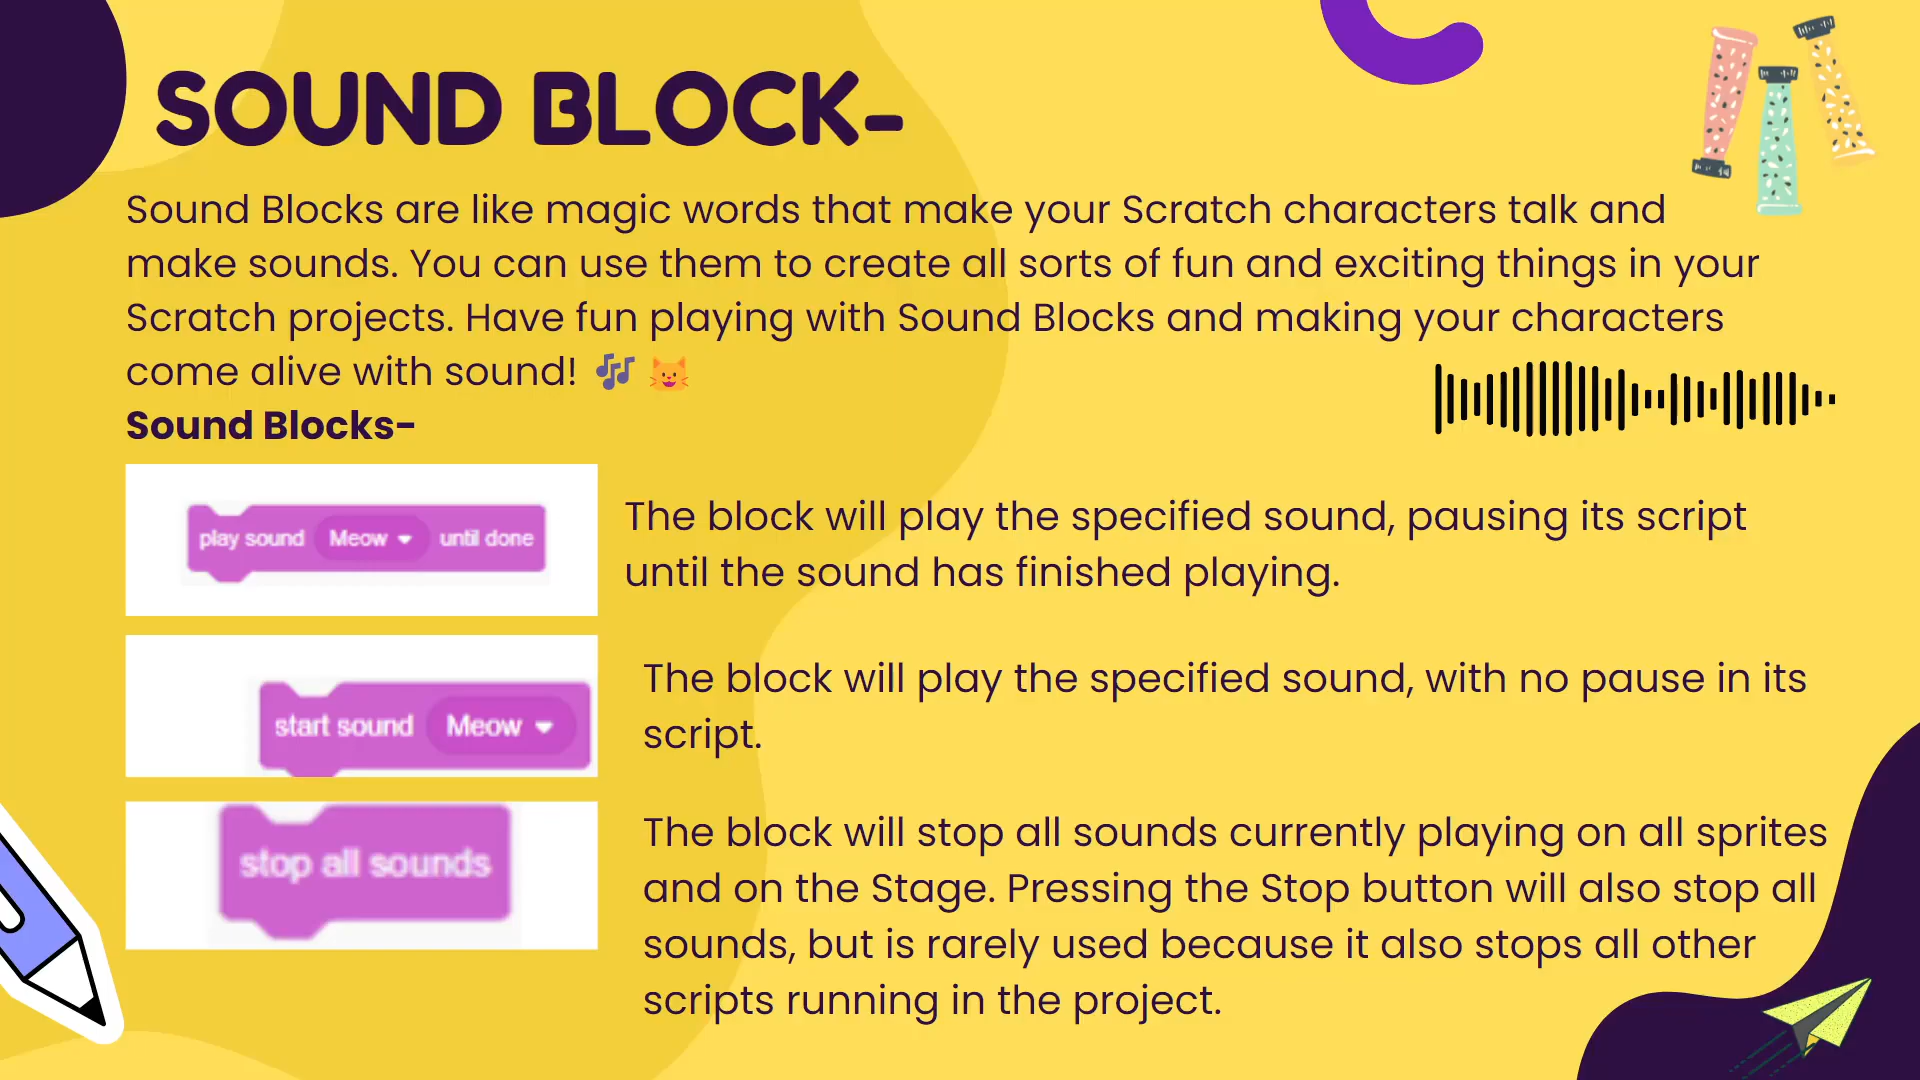 SOUND BLOCK-
Sound Blocks are like magic words that make your Scratch characters talk and
make sounds. You can use them to create all sorts of fun and exciting things in your
Scratch projects. Have fun playing with Sound Blocks and making your characters
come alive with sound! 🎶 😺
Sound Blocks-
play sound Meow until done
The block will play the specified sound, pausing its script
until the sound has finished playing.
start sound Meow
The block will play the specified sound, with no pause in its
script.
stop all sounds
The block will stop all sounds currently playing on all sprites
and on the Stage. Pressing the Stop button will also stop all
sounds, but is rarely used because it also stops all other
scripts running in the project.